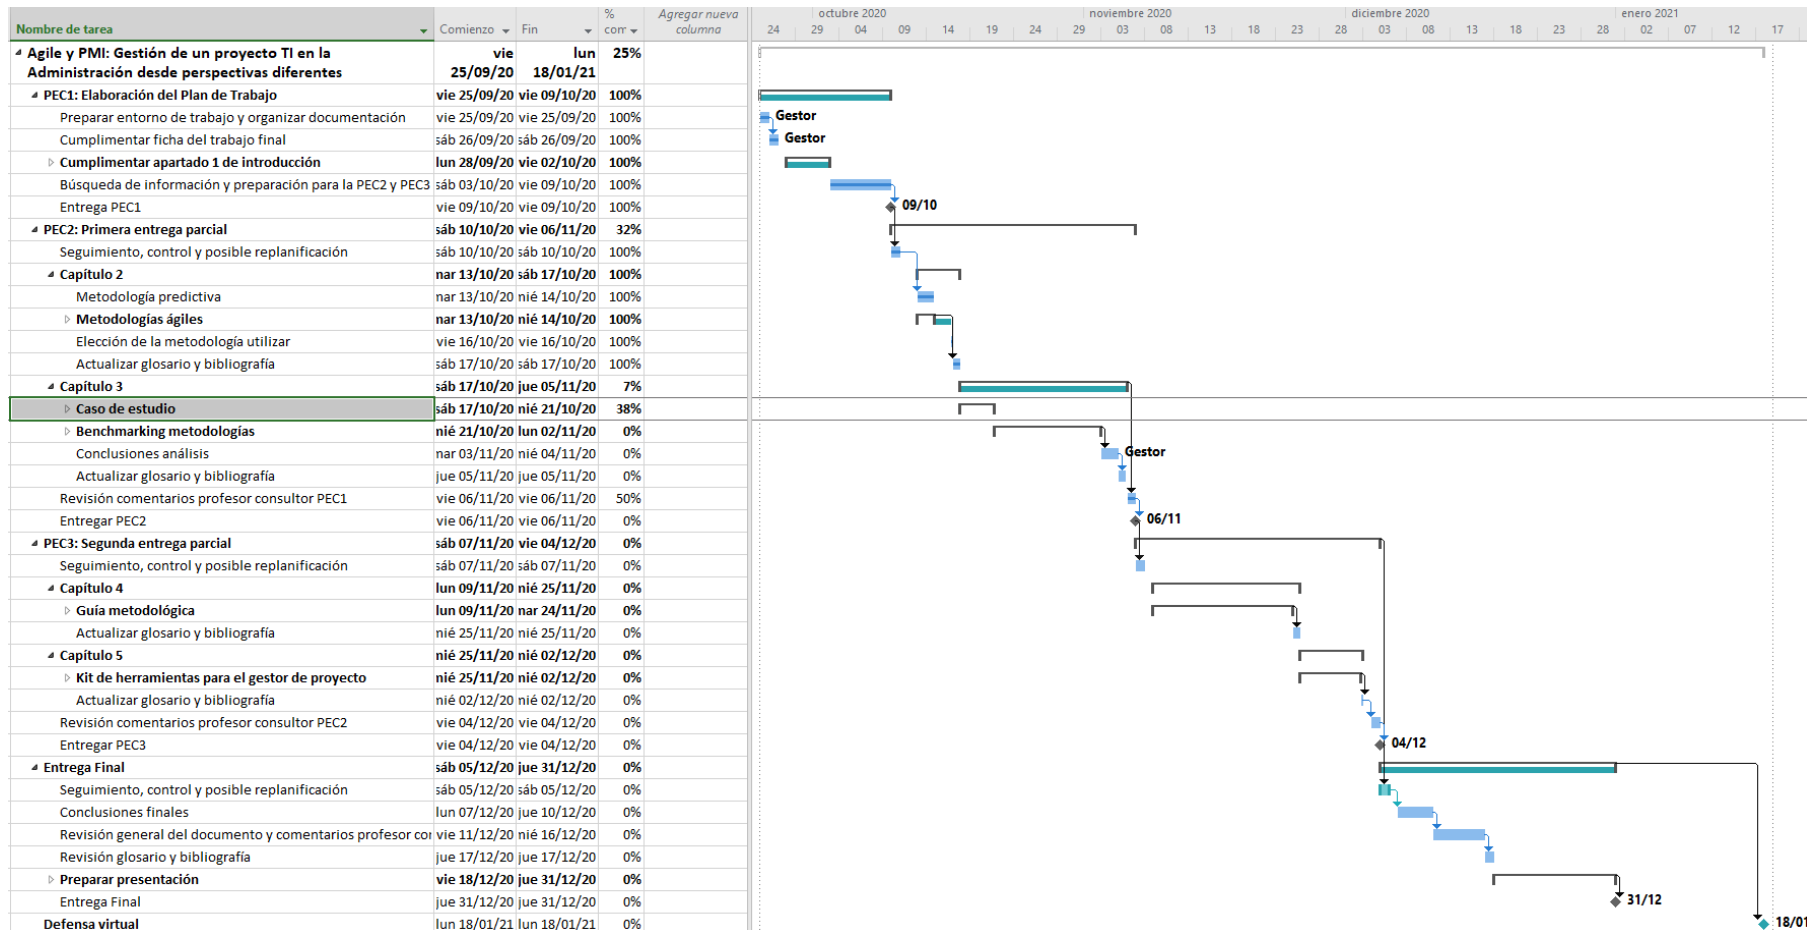 Nombre de tarea Comienzo Fin % com Agregar nueva columna
octubre 2020 noviembre 2020 diciembre 2020 enero 2021
24 29 04 09 14 19 24 29 03 08 13 18 23 28 03 08 13 18 23 28 02 07 12 17
Agile y PMI: Gestión de un proyecto TI en la Administración desde perspectivas diferentes vie 25/09/20 lun 18/01/21 25%
PEC1: Elaboración del Plan de Trabajo vie 25/09/20 vie 09/10/20 100%
Preparar entorno de trabajo y organizar documentación vie 25/09/20 vie 25/09/20 100% Gestor
Cumplimentar ficha del trabajo final sáb 26/09/20 sáb 26/09/20 100% Gestor
Cumplimentar apartado 1 de introducción lun 28/09/20 vie 02/10/20 100%
Búsqueda de información y preparación para la PEC2 y PEC3 sáb 03/10/20 vie 09/10/20 100%
Entrega PEC1 vie 09/10/20 vie 09/10/20 100% 09/10
PEC2: Primera entrega parcial sáb 10/10/20 vie 06/11/20 32%
Seguimiento, control y posible replanificación sáb 10/10/20 sáb 10/10/20 100%
Capítulo 2 mar 13/10/20 sáb 17/10/20 100%
Metodología predictiva mar 13/10/20 mié 14/10/20 100%
Metodologías ágiles mar 13/10/20 mié 14/10/20 100%
Elección de la metodología utilizar vie 16/10/20 vie 16/10/20 100%
Actualizar glosario y bibliografía sáb 17/10/20 sáb 17/10/20 100%
Capítulo 3 sáb 17/10/20 jue 05/11/20 7%
Caso de estudio sáb 17/10/20 mié 21/10/20 38%
Benchmarking metodologías mié 21/10/20 lun 02/11/20 0%
Conclusiones análisis mar 03/11/20 mié 04/11/20 0% Gestor
Actualizar glosario y bibliografía jue 05/11/20 jue 05/11/20 0%
Revisión comentarios profesor consultor PEC1 vie 06/11/20 vie 06/11/20 50%
Entregar PEC2 vie 06/11/20 vie 06/11/20 0% 06/11
PEC3: Segunda entrega parcial sáb 07/11/20 vie 04/12/20 0%
Seguimiento, control y posible replanificación sáb 07/11/20 sáb 07/11/20 0%
Capítulo 4 lun 09/11/20 mié 25/11/20 0%
Guía metodológica lun 09/11/20 mar 24/11/20 0%
Actualizar glosario y bibliografía mié 25/11/20 mié 25/11/20 0%
Capítulo 5 mié 25/11/20 mié 02/12/20 0%
Kit de herramientas para el gestor de proyecto mié 25/11/20 mié 02/12/20 0%
Actualizar glosario y bibliografía mié 02/12/20 mié 02/12/20 0%
Revisión comentarios profesor consultor PEC2 vie 04/12/20 vie 04/12/20 0%
Entregar PEC3 vie 04/12/20 vie 04/12/20 0% 04/12
Entrega Final sáb 05/12/20 jue 31/12/20 0%
Seguimiento, control y posible replanificación sáb 05/12/20 sáb 05/12/20 0%
Conclusiones finales lun 07/12/20 jue 10/12/20 0%
Revisión general del documento y comentarios profesor cor vie 11/12/20 mié 16/12/20 0%
Revisión glosario y bibliografía jue 17/12/20 jue 17/12/20 0%
Preparar presentación vie 18/12/20 jue 31/12/20 0%
Entrega Final jue 31/12/20 jue 31/12/20 0% 31/12
Defensa virtual lun 18/01/21 lun 18/01/21 0% 18/01